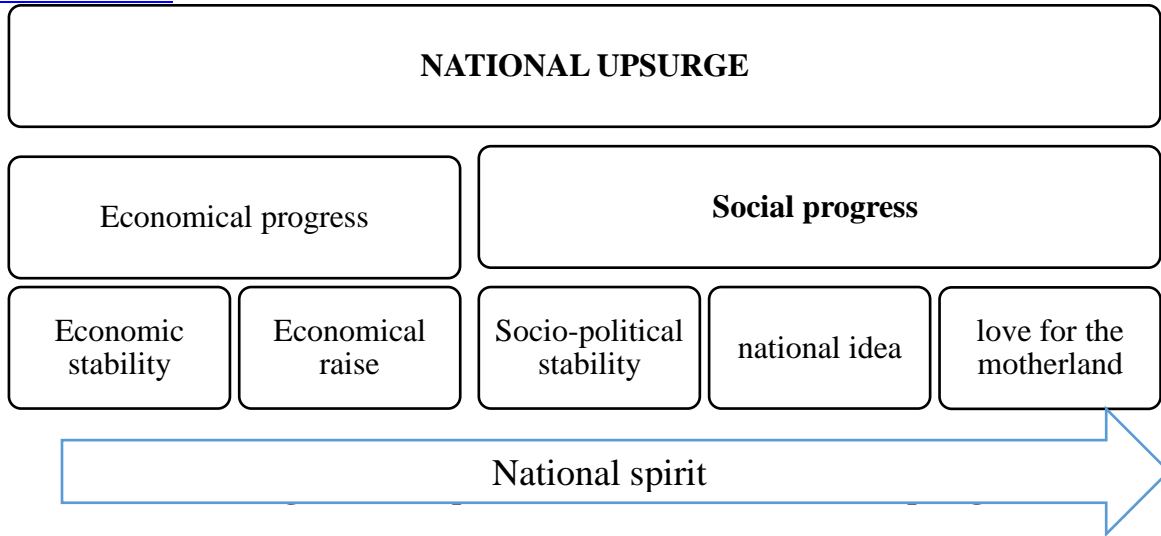 NATIONAL UPSURGE
Economical progress
Social progress
Economic
stability
Economical
raise
Socio-political
stability
national idea
love for the
motherland
National spirit